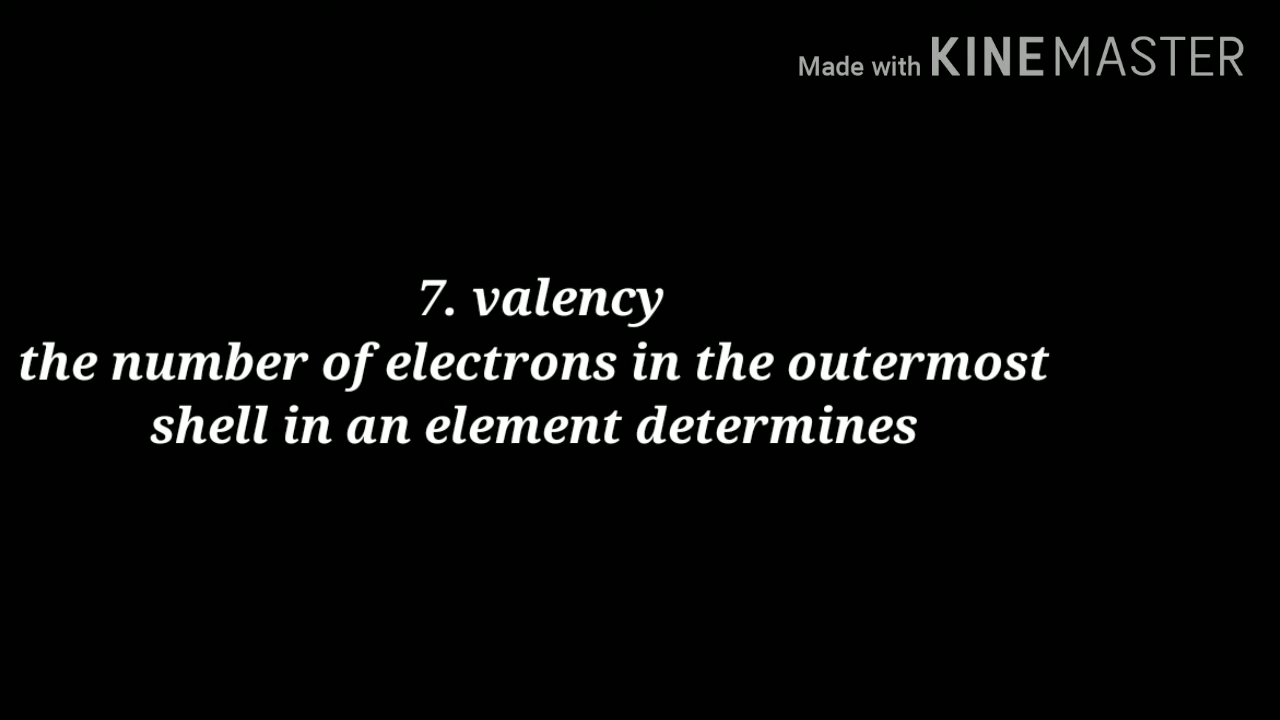 Made with KINEMASTER
7. valency
the number of electrons in the outermost
shell in an element determines